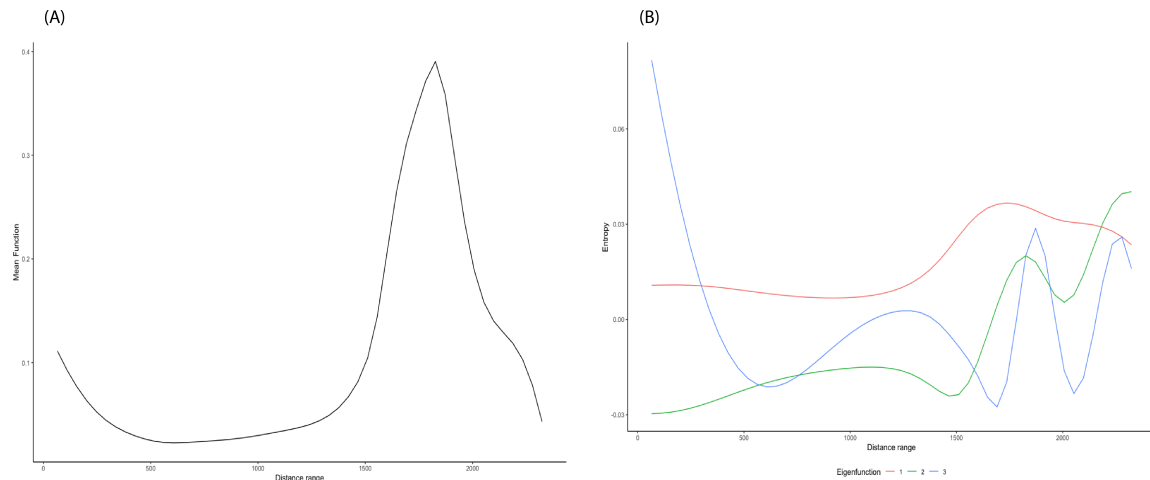 (A)
0.4
0.3
0.2
0.1
Mean Function
0 500 1000 1500 2000
Distance range
(B)
0.06
0.03
0.00
-0.03
Entropy
0 500 1000 1500 2000
Distance range
Eigenfunction 1 2 3